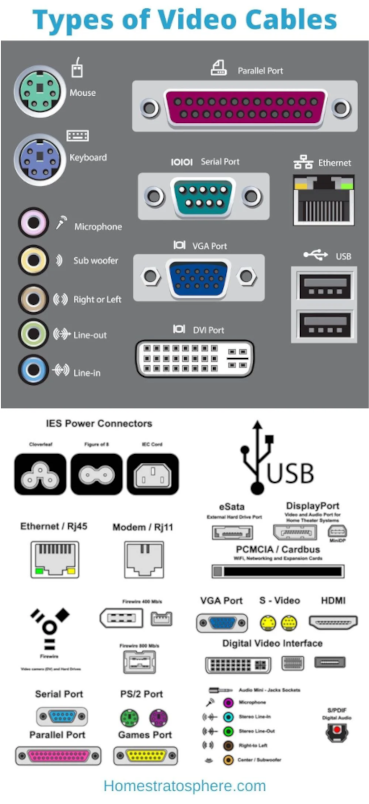 Types of Video Cables
Mouse
Parallel Port
Keyboard
IOIOI Serial Port
Ethernet
Microphone
Sub woofer
IOI VGA Port
USB
Right or Left
Line-out
IOI DVI Port
Line-in
IES Power Connectors
Cloverleaf
Figure of 8
IEC Cord
USB
eSata
External Hard Drive Port
DisplayPort
Video and Audio Port for
Home Theater Systems
MiniDP
Ethernet / Rj45
Modem / Rj11
PCMCIA / Cardbus
WiFi, Networking and Expansion Cards
Firewire 400 Mb/s
VGA Port
S - Video
HDMI
Firewire
Video camera (DV), and Hard Drives
Firewire 800 Mb/s
Digital Video Interface
Serial Port
PS/2 Port
Audio Mini - Jacks Sockets
Microphone
Stereo Line-In
Stereo Line-Out
Right-to Left
Center / Subwoofer
S/PDIF
Digital Audio
Parallel Port
Games Port
Homestratosphere.com